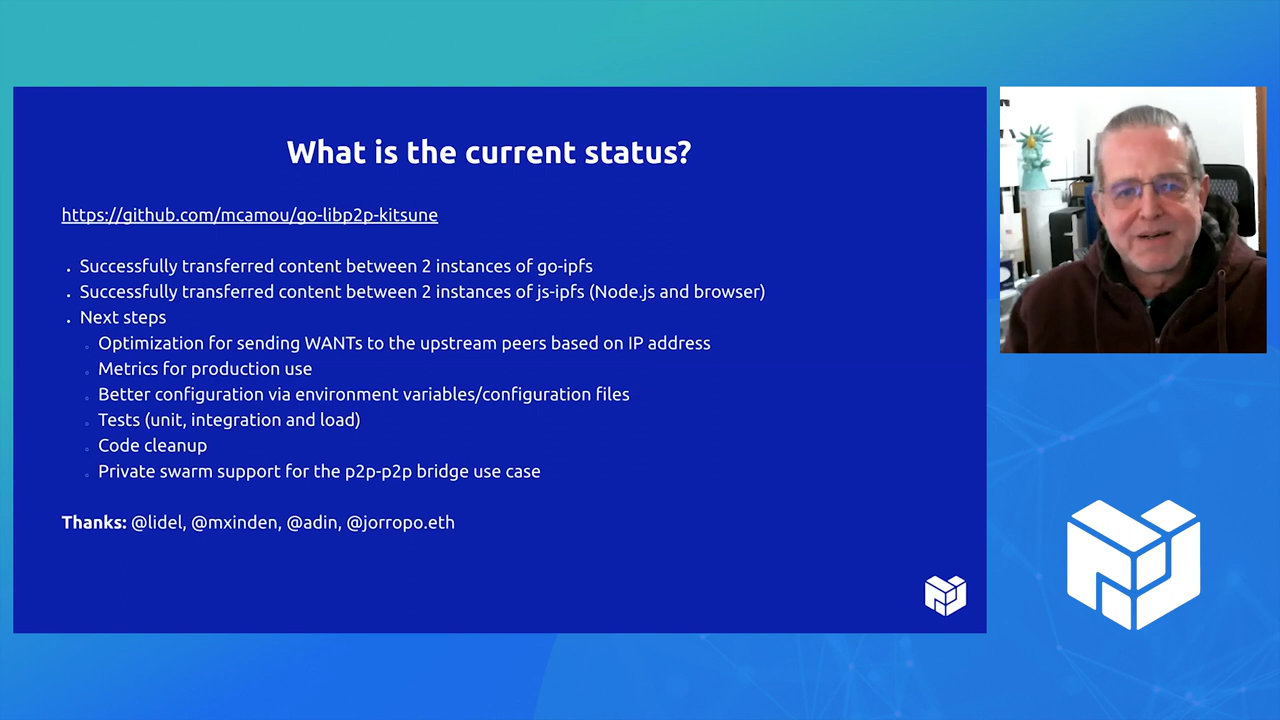 What is the current status?
https://github.com/mcamou/go-libp2p-kitsune
Successfully transferred content between 2 instances of go-ipfs
Successfully transferred content between 2 instances of js-ipfs (Node.js and browser)
Next steps
Optimization for sending WANTs to the upstream peers based on IP address
Metrics for production use
Better configuration via environment variables/configuration files
Tests (unit, integration and load)
Code cleanup
Private swarm support for the p2p-p2p bridge use case
Thanks: @lidel, @mxinden, @adin, @jorropo.eth